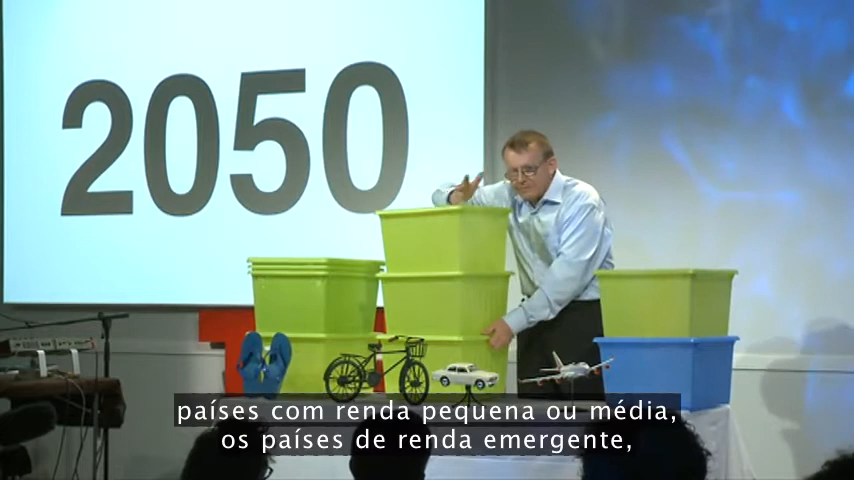 2050
países com renda pequena ou média,
os países de renda emergente,